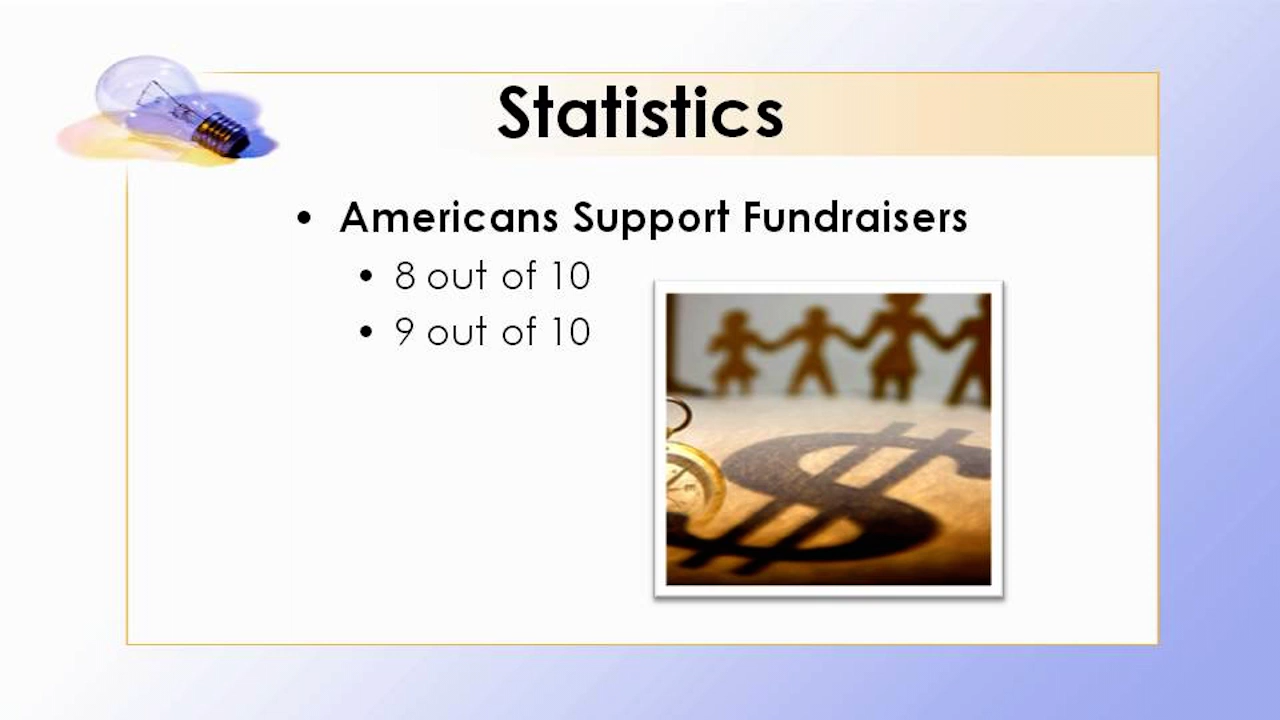 Statistics
• Americans Support Fundraisers
• 8 out of 10
• 9 out of 10